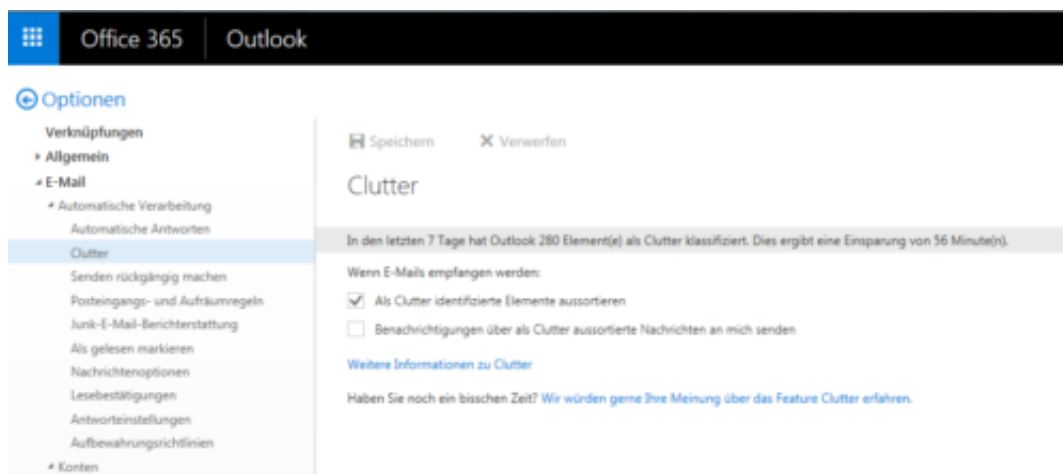 Office 365 Outlook
Optionen
Verknüpfungen
Allgemein
E-Mail
Automatische Verarbeitung
Automatische Antworten
Clutter
Senden rückgängig machen
Posteingangs- und Aufräumregeln
Junk-E-Mail-Berichterstattung
Als gelesen markieren
Nachrichtenoptionen
Lesebestätigungen
Antworteinstellungen
Aufbewahrungsrichtlinien
Konten
Speichern Verwerfen
Clutter
In den letzten 7 Tage hat Outlook 280 Element(e) als Clutter klassifiziert. Dies ergibt eine Einsparung von 56 Minute(n).
Wenn E-Mails empfangen werden:
Als Clutter identifizierte Elemente aussortieren
Benachrichtigungen über als Clutter aussortierte Nachrichten an mich senden
Weitere Informationen zu Clutter
Haben Sie noch ein bisschen Zeit? Wir würden gerne Ihre Meinung über das Feature Clutter erfahren.